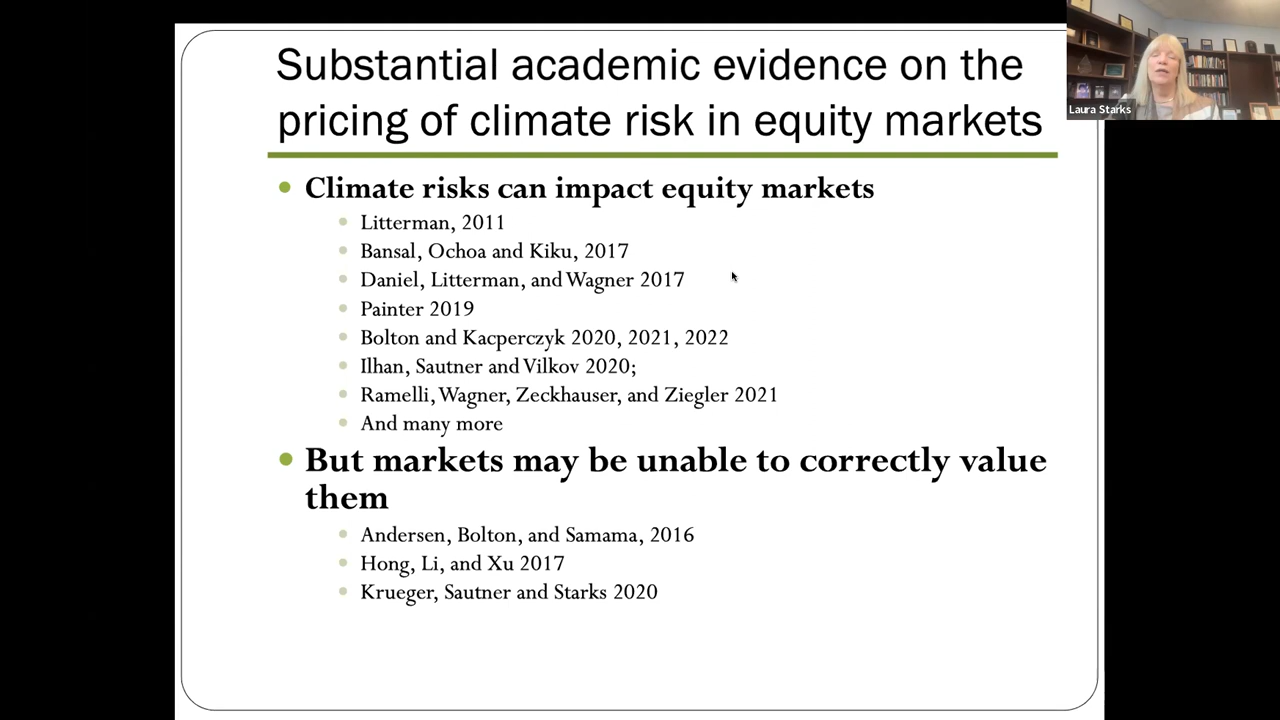 Substantial academic evidence on the
pricing of climate risk in equity markets
Laura Starks
Climate risks can impact equity markets
Litterman, 2011
Bansal, Ochoa and Kiku, 2017
Daniel, Litterman, and Wagner 2017
Painter 2019
Bolton and Kacperczyk 2020, 2021, 2022
Ilhan, Sautner and Vilkov 2020;
Ramelli, Wagner, Zeckhauser, and Ziegler 2021
And many more
But markets may be unable to correctly value
them
Andersen, Bolton, and Samama, 2016
Hong, Li, and Xu 2017
Krueger, Sautner and Starks 2020